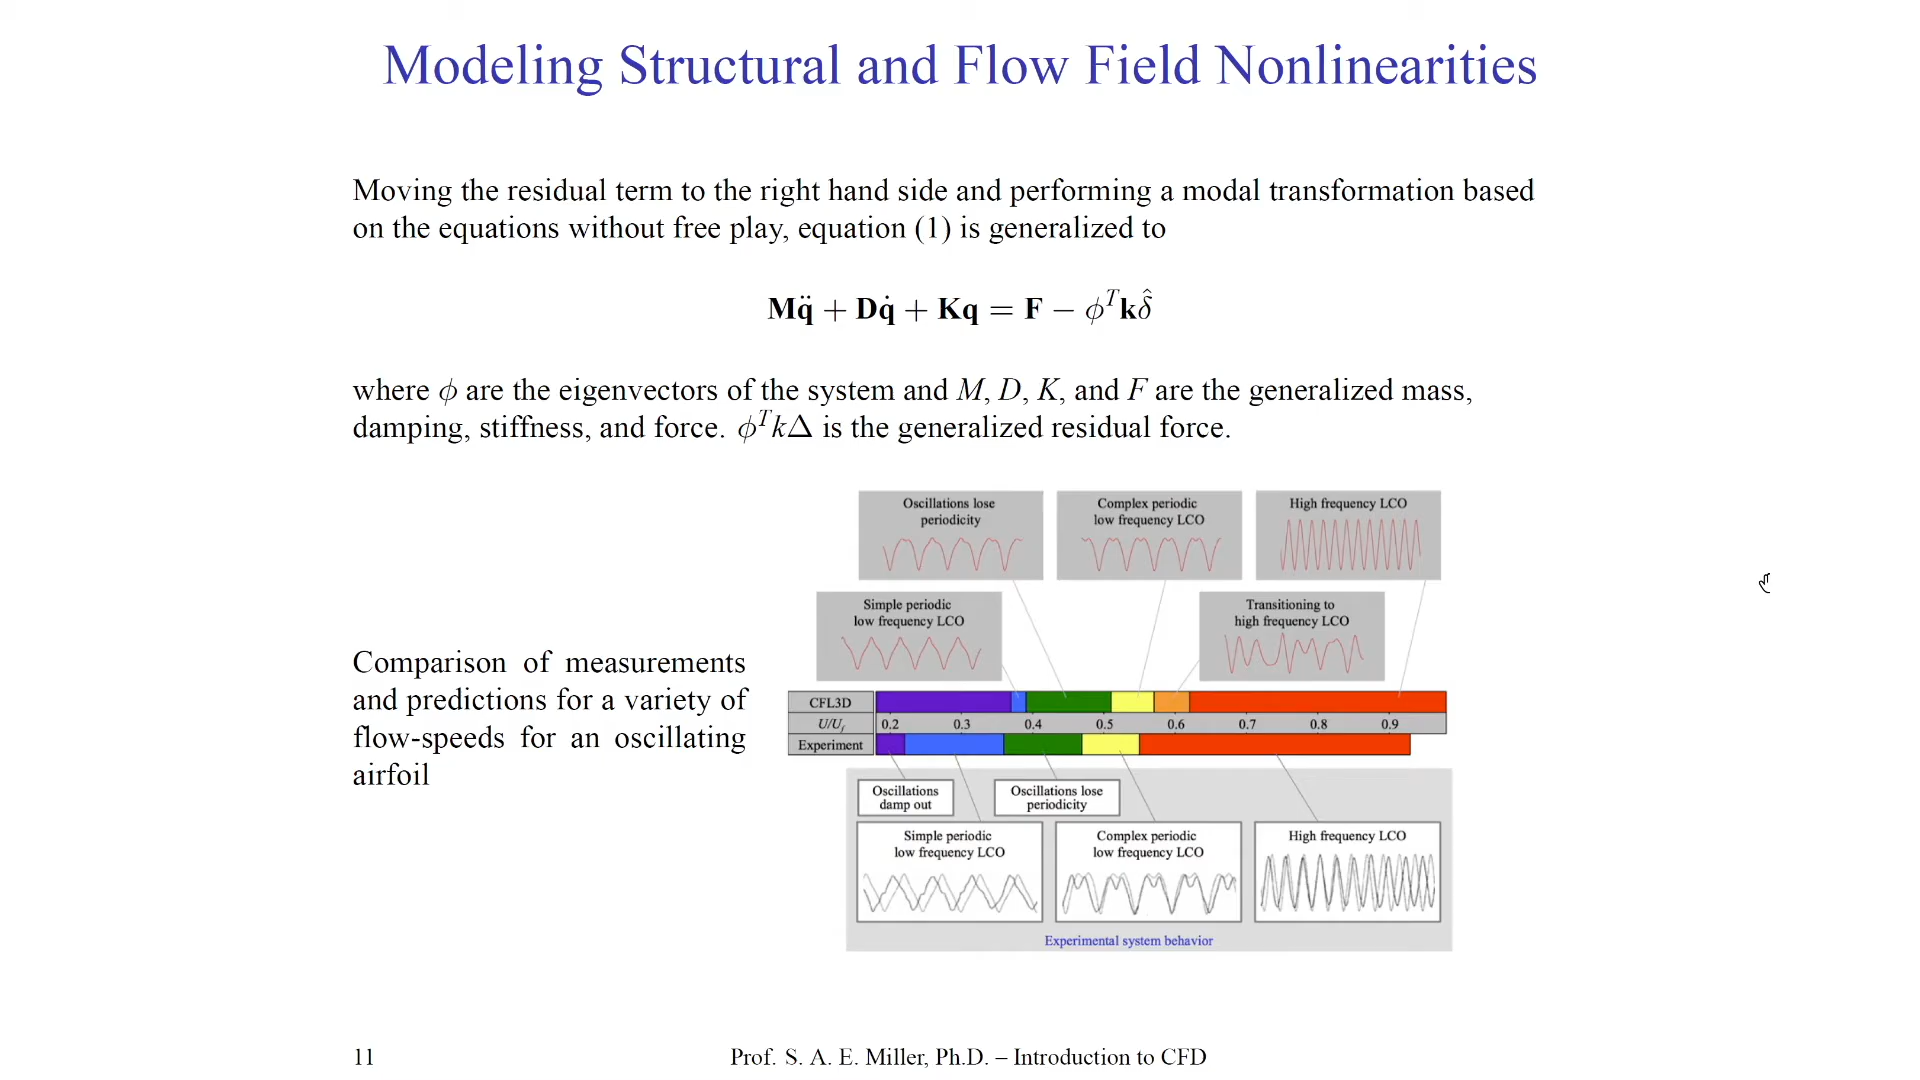 Modeling Structural and Flow Field Nonlinearities
Moving the residual term to the right hand side and performing a modal transformation based
on the equations without free play, equation (1) is generalized to
𝐌𝐪̈ + 𝐃𝐪̇ + 𝐊𝐪 = 𝐅 − ϕᵀ𝐤δ̂
where ϕ are the eigenvectors of the system and M, D, K, and F are the generalized mass,
damping, stiffness, and force. ϕᵀkΔ is the generalized residual force.
Comparison of measurements
and predictions for a variety of
flow-speeds for an oscillating
airfoil
Oscillations lose
periodicity
Complex periodic
low frequency LCO
High frequency LCO
Simple periodic
low frequency LCO
Transitioning to
high frequency LCO
CFL3D
U/U_f 0.2 0.3 0.4 0.5 0.6 0.7 0.8 0.9
Experiment
Oscillations
damp out
Oscillations lose
periodicity
Simple periodic
low frequency LCO
Complex periodic
low frequency LCO
High frequency LCO
Experimental system behavior
11
Prof. S. A. E. Miller, Ph.D. – Introduction to CFD